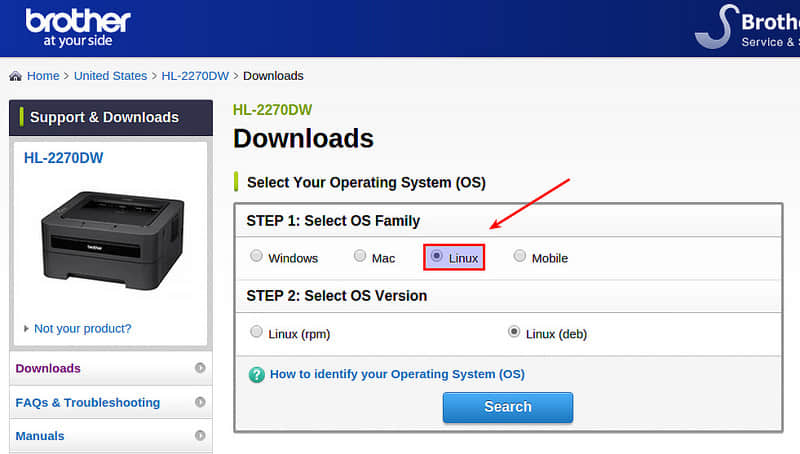 brother
at your side
Brothe
Service & S
Home > United States > HL-2270DW > Downloads
Support & Downloads
HL-2270DW
Not your product?
Downloads
FAQs & Troubleshooting
Manuals
HL-2270DW
Downloads
Select Your Operating System (OS)
STEP 1: Select OS Family
Windows Mac Linux Mobile
STEP 2: Select OS Version
Linux (rpm) Linux (deb)
? How to identify your Operating System (OS)
Search